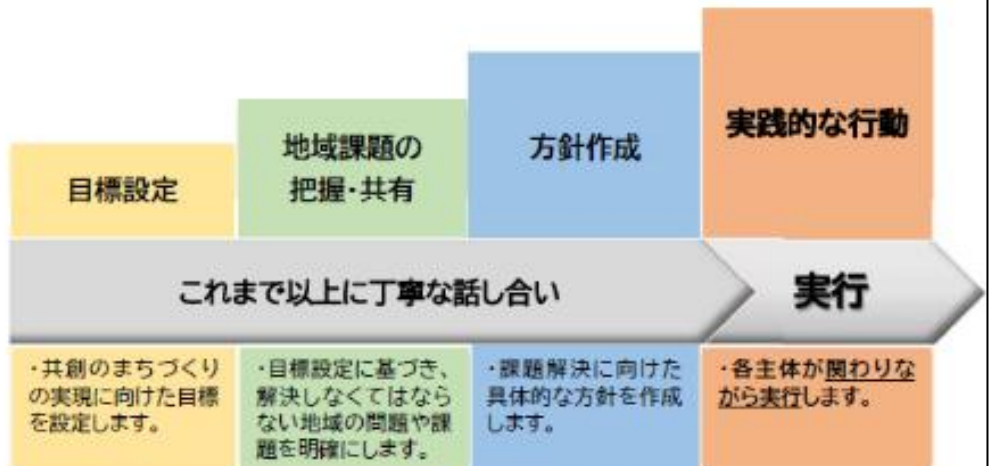 目標設定
地域課題の
把握・共有
方針作成
実践的な行動
これまで以上に丁寧な話し合い
実行
・共創のまちづくり
の実現に向けた目標
を設定します。
・目標設定に基づき、
解決しなくてはなら
ない地域の問題や課
題を明確にします。
・課題解決に向けた
具体的な方針を作成
します。
・各主体が関わりな
がら実行します。